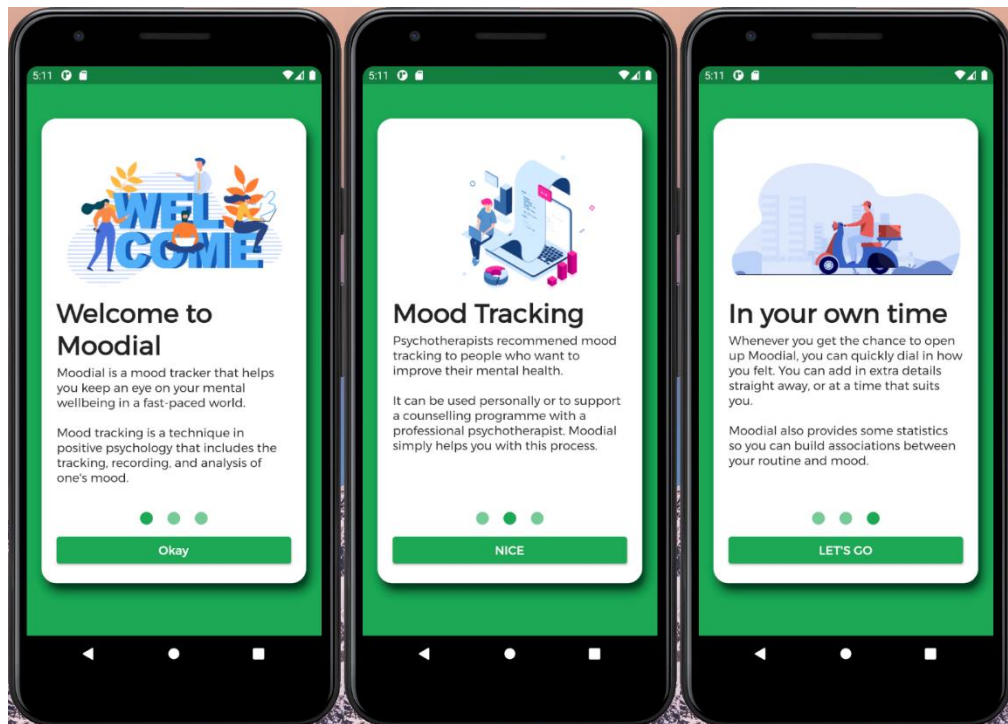 5:11
WEL
COME
Welcome to
Moodial
Moodial is a mood tracker that helps
you keep an eye on your mental
wellbeing in a fast-paced world.
Mood tracking is a technique in
positive psychology that includes the
tracking, recording, and analysis of
one's mood.
Okay
5:11
Mood Tracking
Psychotherapists recommened mood
tracking to people who want to
improve their mental health.
It can be used personally or to support
a counselling programme with a
professional psychotherapist. Moodial
simply helps you with this process.
NICE
5:11
In your own time
Whenever you get the chance to open
up Moodial, you can quickly dial in how
you felt. You can add in extra details
straight away, or at a time that suits
you.
Moodial also provides some statistics
so you can build associations between
your routine and mood.
LET'S GO